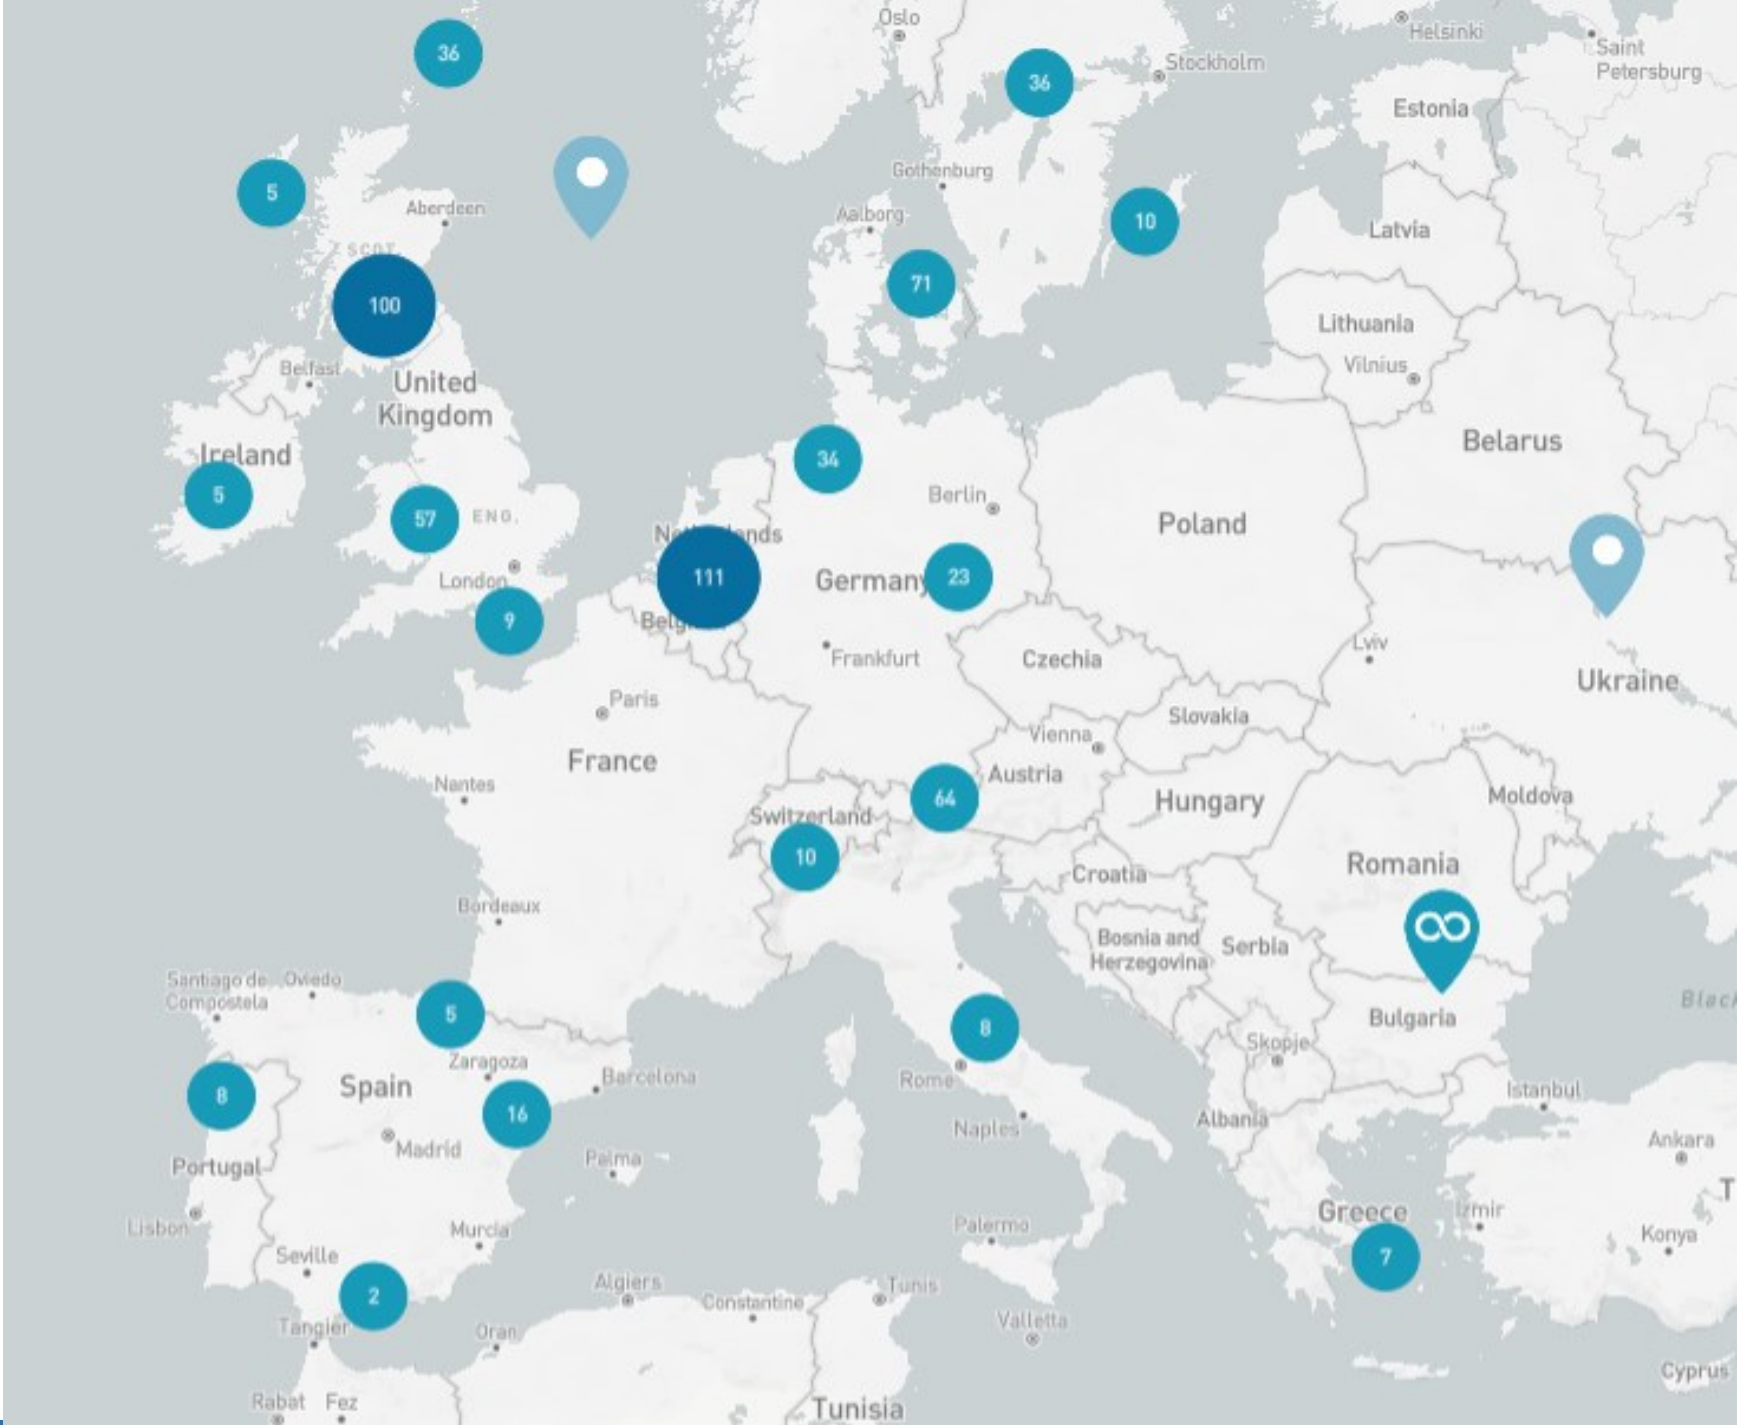 Oslo
Helsinki
Saint
Petersburg
36
36
Stockholm
Estonia
Gothenburg
5
Aberdeen
Aalborg
10
Latvia
SCOT
71
100
Lithuania
Vilnius
Belfast
United
Kingdom
Belarus
Ireland
34
5
57
ENG.
Berlin
Poland
Netherlands
London
111
Germany
23
9
Belg
Frankfurt
Czechia
Lviv
Ukraine
Paris
Slovakia
Vienna
France
Austria
Nantes
64
Hungary
Moldova
Switzerland
10
Croatia
Romania
Bordeaux
Bosnia and
Herzegovina
Serbia
Santiago de
Compostela
Oviedo
5
8
Black
Bulgaria
Skopje
Zaragoza
Barcelona
Rome
Spain
8
16
Istanbul
Albania
Naples
Madrid
Palma
Ankara
Portugal
T
Lisbon
Murcia
Palermo
Greece
Izmir
Konya
Seville
7
2
Algiers
Constantine
Tunis
Tangier
Oran
Valletta
Cyprus
Rabat
Fez
Tunisia